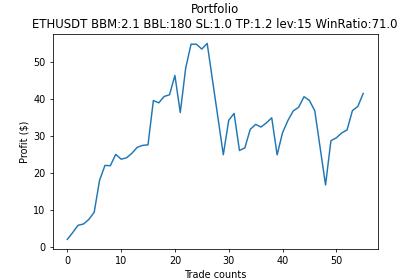 Portfolio
ETHUSDT BBM:2.1 BBL:180 SL:1.0 TP:1.2 lev:15 WinRatio:71.0
50
40
30
20
10
0
Profit ($)
0 10 20 30 40 50
Trade counts